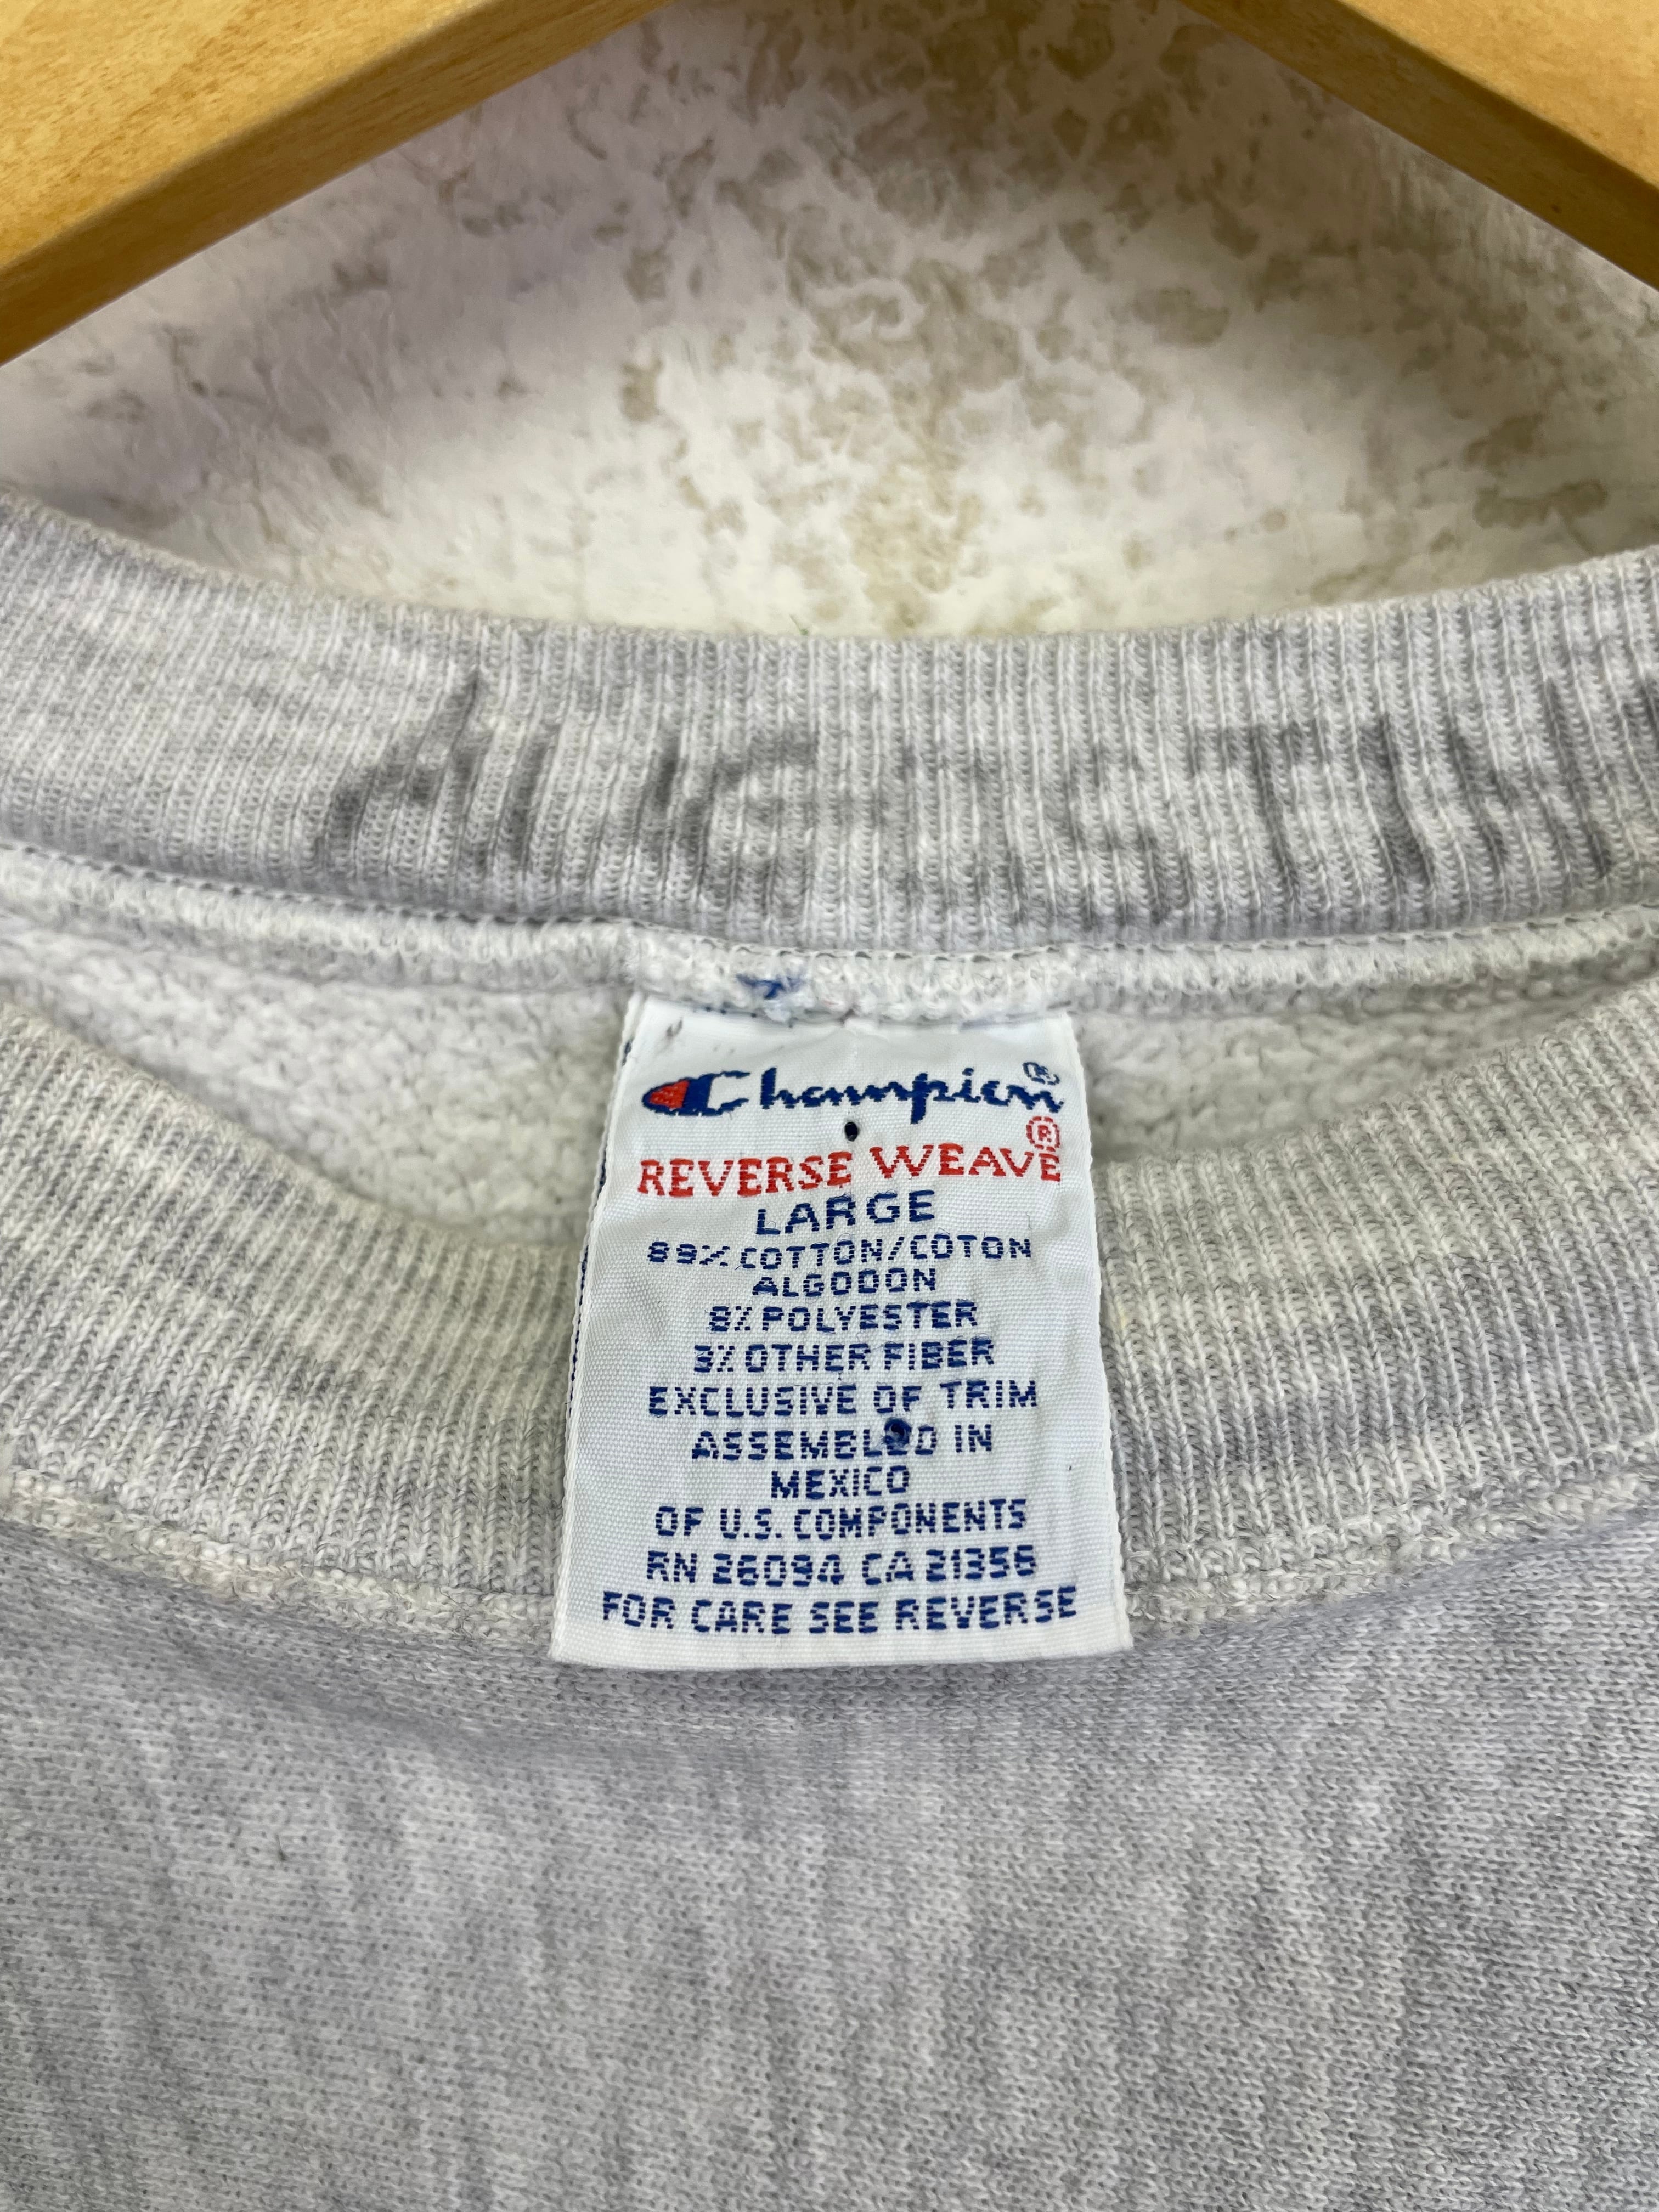 Champion®
REVERSE WEAVE®
LARGE
89% COTTON/COTON
ALGODON
8% POLYESTER
3% OTHER FIBER
EXCLUSIVE OF TRIM
ASSEMBLED IN
MEXICO
OF U.S. COMPONENTS
RN 26094 CA 21356
FOR CARE SEE REVERSE